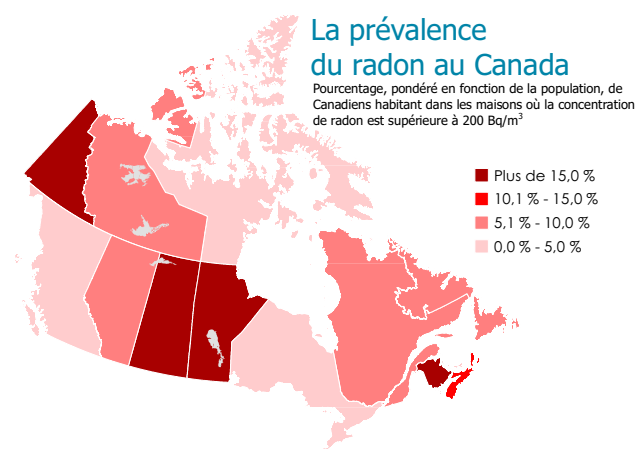 La prévalence
du radon au Canada
Pourcentage, pondéré en fonction de la population, de
Canadiens habitant dans les maisons où la concentration
de radon est supérieure à 200 Bq/m³
Plus de 15,0 %
10,1 % - 15,0 %
5,1 % - 10,0 %
0,0 % - 5,0 %